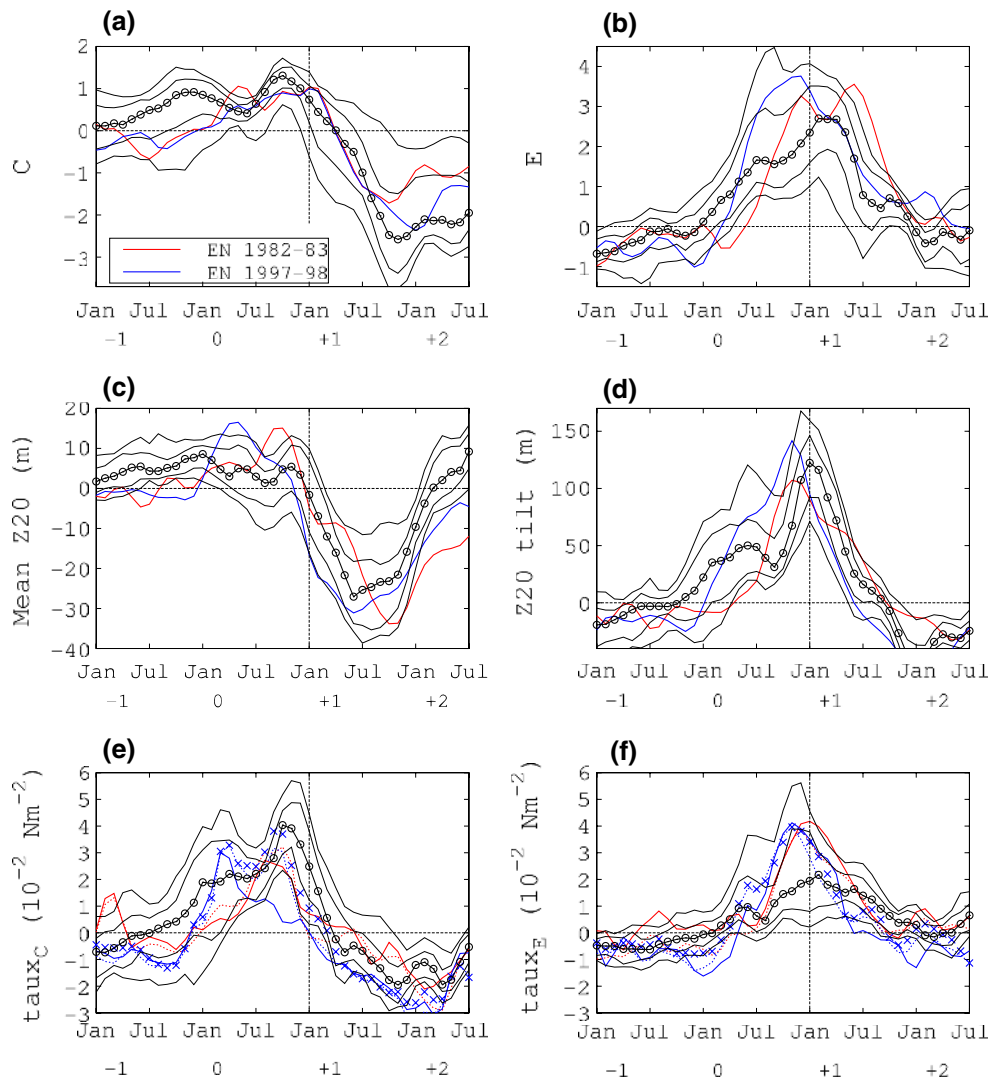 (a)
2
1
0
-1
-2
-3
C
EN 1982-83
EN 1997-98
Jan Jul Jan Jul Jan Jul Jan Jul
-1 0 +1 +2
(b)
4
3
2
1
0
-1
E
Jan Jul Jan Jul Jan Jul Jan Jul
-1 0 +1 +2
(c)
20
10
0
-10
-20
-30
-40
Mean Z20 (m)
Jan Jul Jan Jul Jan Jul Jan Jul
-1 0 +1 +2
(d)
150
100
50
0
Z20 tilt (m)
Jan Jul Jan Jul Jan Jul Jan Jul
-1 0 +1 +2
(e)
6
5
4
3
2
1
0
-1
-2
-3
taux_C (10^-2 Nm^-2)
Jan Jul Jan Jul Jan Jul Jan Jul
-1 0 +1 +2
(f)
6
5
4
3
2
1
0
-1
-2
-3
taux_E (10^-2 Nm^-2)
Jan Jul Jan Jul Jan Jul Jan Jul
-1 0 +1 +2